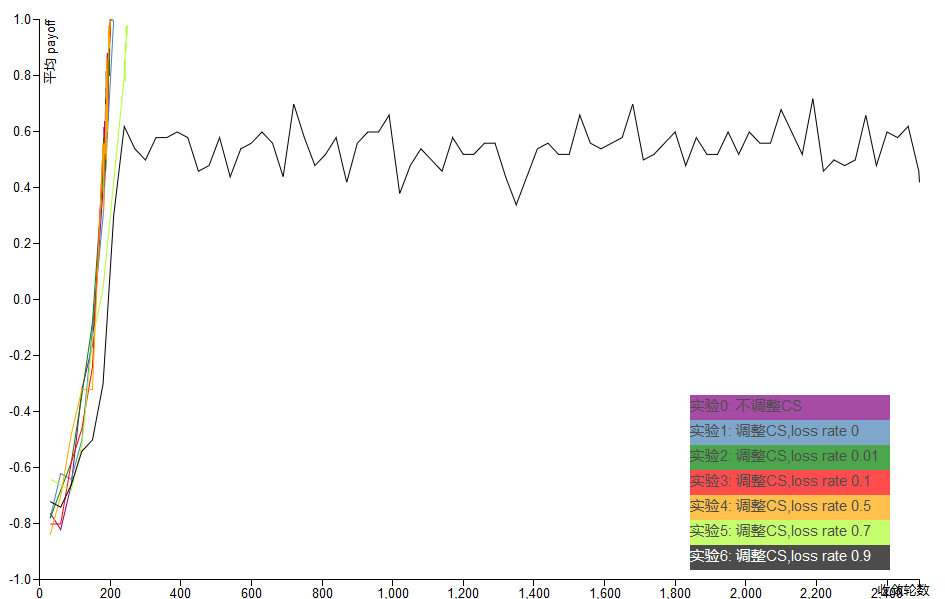 平均 payoff
1.0
0.8
0.6
0.4
0.2
0.0
-0.2
-0.4
-0.6
-0.8
-1.0
实验0: 不调整CS
实验1: 调整CS,loss rate 0
实验2: 调整CS,loss rate 0.01
实验3: 调整CS,loss rate 0.1
实验4: 调整CS,loss rate 0.5
实验5: 调整CS,loss rate 0.7
实验6: 调整CS,loss rate 0.9
0 200 400 600 800 1,000 1,200 1,400 1,600 1,800 2,000 2,200 2,400
收敛轮数